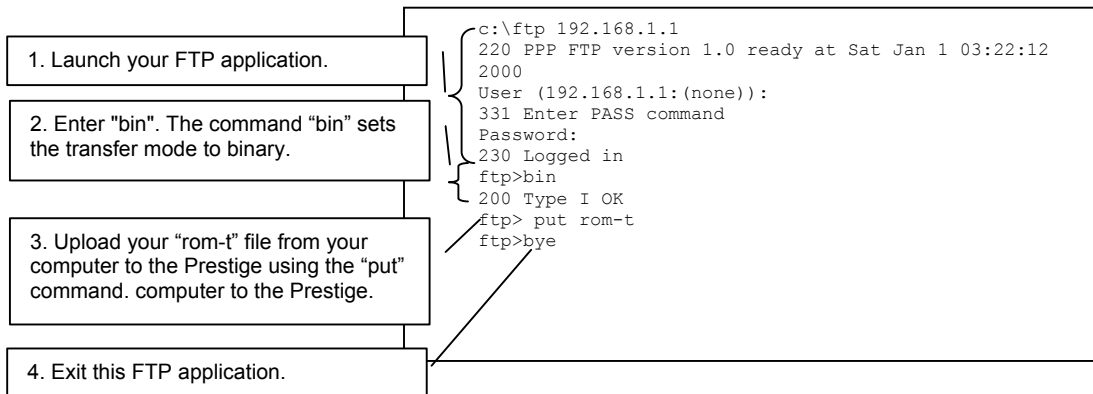 1. Launch your FTP application.
2. Enter "bin". The command “bin” sets
the transfer mode to binary.
3. Upload your “rom-t” file from your
computer to the Prestige using the “put”
command. computer to the Prestige.
4. Exit this FTP application.
c:\ftp 192.168.1.1
220 PPP FTP version 1.0 ready at Sat Jan 1 03:22:12
2000
User (192.168.1.1:(none)):
331 Enter PASS command
Password:
230 Logged in
ftp>bin
200 Type I OK
ftp> put rom-t
ftp>bye